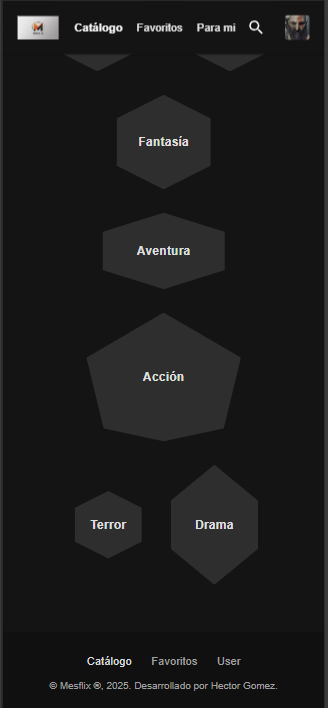 Catálogo Favoritos Para mi
Fantasía
Aventura
Acción
Terror Drama
Catálogo Favoritos User
© Mesflix ®, 2025. Desarrollado por Hector Gomez.